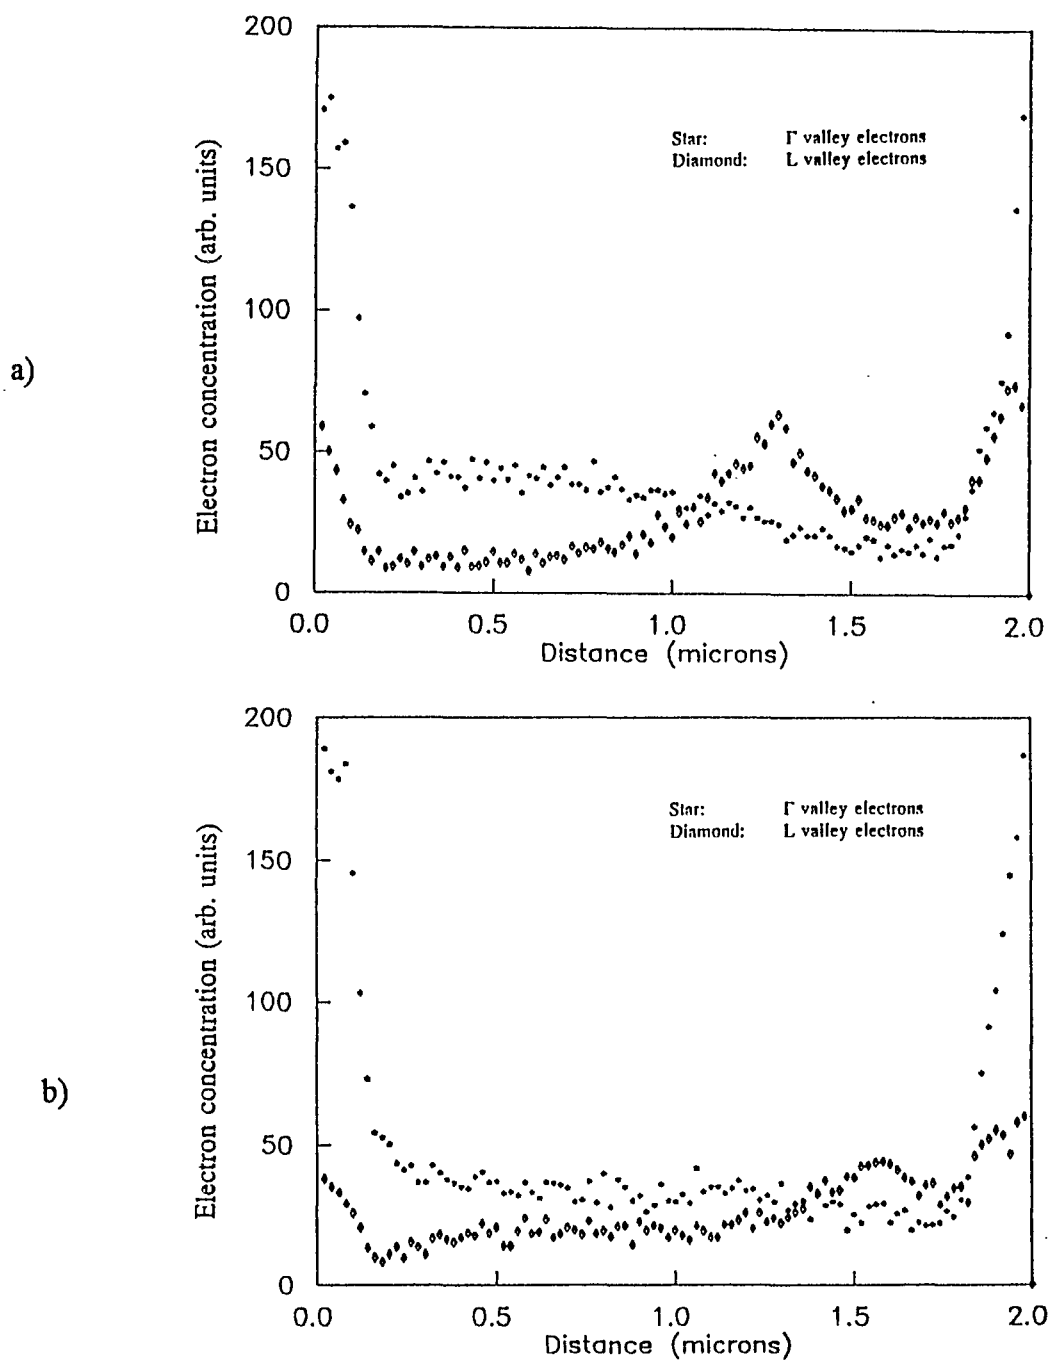 a)
Electron concentration (arb. units)
200
150
100
50
0
Star: Γ valley electrons
Diamond: L valley electrons
0.0 0.5 1.0 1.5 2.0
Distance (microns)
b)
Electron concentration (arb. units)
200
150
100
50
0
Star: Γ valley electrons
Diamond: L valley electrons
0.0 0.5 1.0 1.5 2.0
Distance (microns)